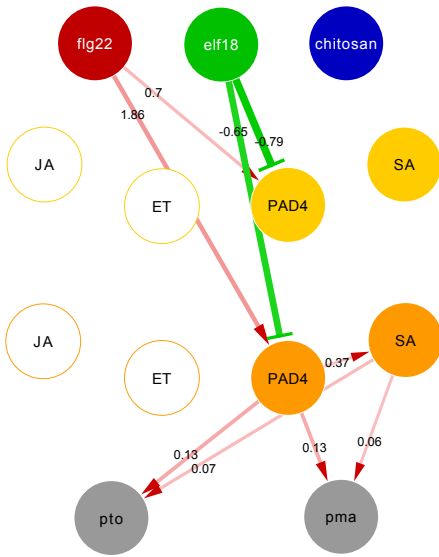 flg22
elf18
chitosan
0.7
1.86
-0.65
-0.79
JA
ET
PAD4
SA
JA
ET
PAD4
SA
0.37
0.13
0.07
0.13
0.06
pto
pma